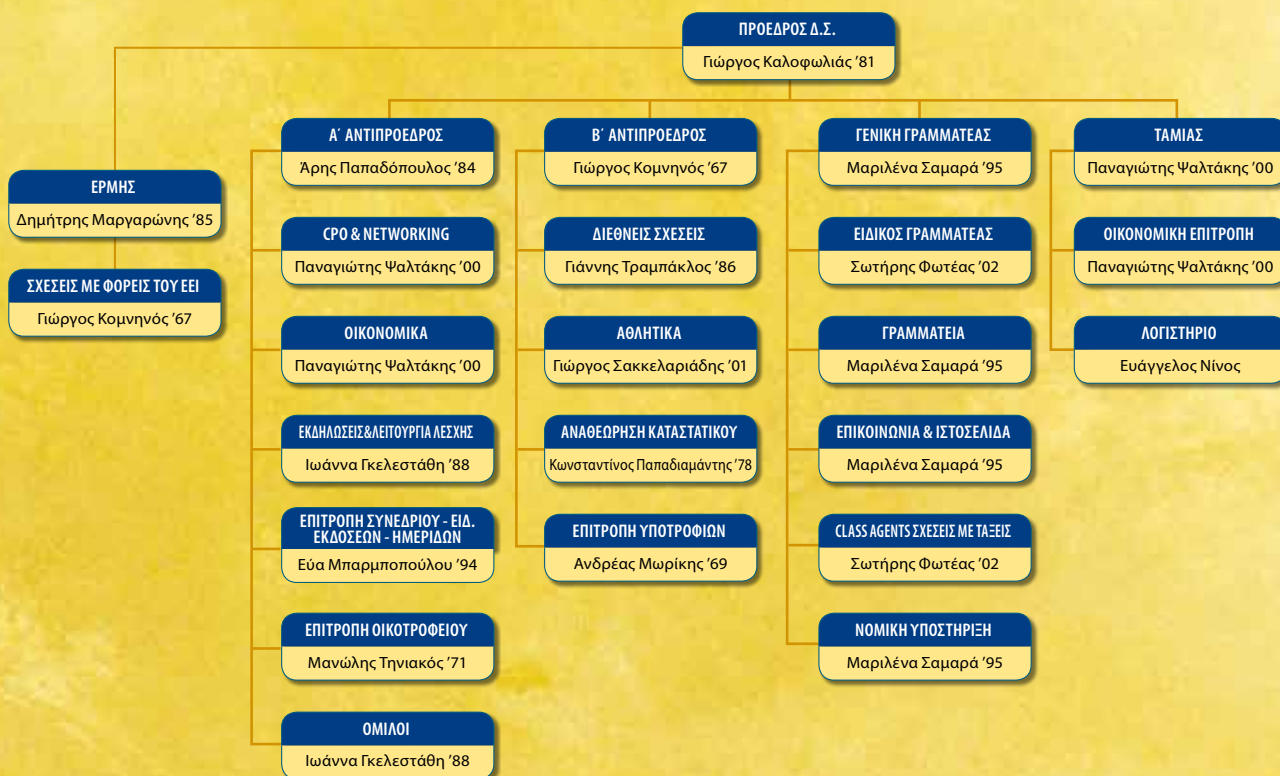 ΠΡΟΕΔΡΟΣ Δ.Σ.
Γιώργος Καλοφωλιάς ’81
ΕΡΜΗΣ
Δημήτρης Μαργαρώνης ’85
ΣΧΕΣΕΙΣ ΜΕ ΦΟΡΕΙΣ ΤΟΥ ΕΕΙ
Γιώργος Κομνηνός ’67
Α΄ ΑΝΤΙΠΡΟΕΔΡΟΣ
Άρης Παπαδόπουλος ’84
CPO & NETWORKING
Παναγιώτης Ψαλτάκης ’00
ΟΙΚΟΝΟΜΙΚΑ
Παναγιώτης Ψαλτάκης ’00
ΕΚΔΗΛΩΣΕΙΣ&ΛΕΙΤΟΥΡΓΙΑ ΛΕΣΧΗΣ
Ιωάννα Γκελεστάθη ’88
ΕΠΙΤΡΟΠΗ ΣΥΝΕΔΡΙΟΥ - ΕΙΔ.
ΕΚΔΟΣΕΩΝ - ΗΜΕΡΙΔΩΝ
Εύα Μπαρμποπούλου ’94
ΕΠΙΤΡΟΠΗ ΟΙΚΟΤΡΟΦΕΙΟΥ
Μανώλης Τηνιακός ’71
ΟΜΙΛΟΙ
Ιωάννα Γκελεστάθη ’88
Β΄ ΑΝΤΙΠΡΟΕΔΡΟΣ
Γιώργος Κομνηνός ’67
ΔΙΕΘΝΕΙΣ ΣΧΕΣΕΙΣ
Γιάννης Τραμπάκλος ’86
ΑΘΛΗΤΙΚΑ
Γιώργος Σακκελαριάδης ’01
ΑΝΑΘΕΩΡΗΣΗ ΚΑΤΑΣΤΑΤΙΚΟΥ
Κωνσταντίνος Παπαδιαμάντης ’78
ΕΠΙΤΡΟΠΗ ΥΠΟΤΡΟΦΙΩΝ
Ανδρέας Μωρίκης ’69
ΓΕΝΙΚΗ ΓΡΑΜΜΑΤΕΑΣ
Μαριλένα Σαμαρά ’95
ΕΙΔΙΚΟΣ ΓΡΑΜΜΑΤΕΑΣ
Σωτήρης Φωτέας ’02
ΓΡΑΜΜΑΤΕΙΑ
Μαριλένα Σαμαρά ’95
ΕΠΙΚΟΙΝΩΝΙΑ & ΙΣΤΟΣΕΛΙΔΑ
Μαριλένα Σαμαρά ’95
CLASS AGENTS ΣΧΕΣΕΙΣ ΜΕ ΤΑΞΕΙΣ
Σωτήρης Φωτέας ’02
ΝΟΜΙΚΗ ΥΠΟΣΤΗΡΙΞΗ
Μαριλένα Σαμαρά ’95
ΤΑΜΙΑΣ
Παναγιώτης Ψαλτάκης ’00
ΟΙΚΟΝΟΜΙΚΗ ΕΠΙΤΡΟΠΗ
Παναγιώτης Ψαλτάκης ’00
ΛΟΓΙΣΤΗΡΙΟ
Ευάγγελος Νίνος